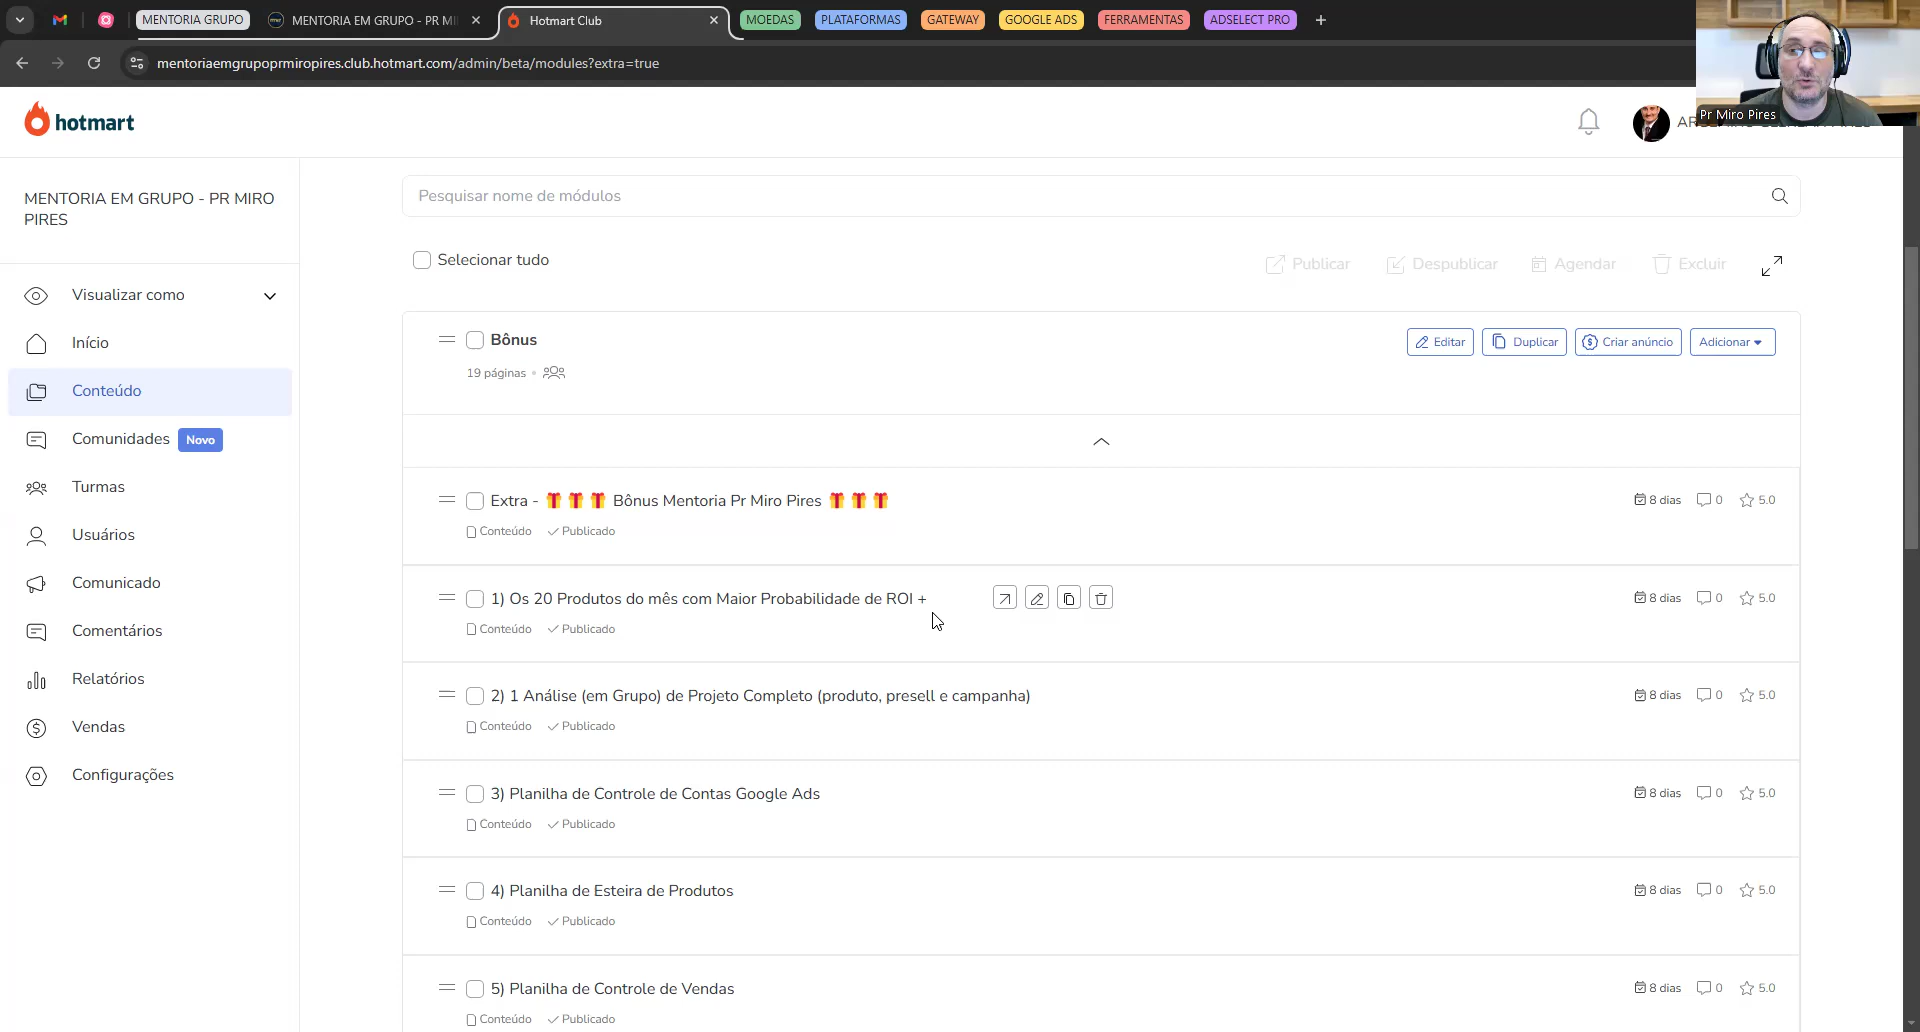 MENTORIA GRUPO
MENTORIA EM GRUPO - PR MI
Hotmart Club
MOEDAS
PLATAFORMAS
GATEWAY
GOOGLE ADS
FERRAMENTAS
ADSELECT PRO
mentoriaemgrupoprmiropires.club.hotmart.com/admin/beta/modules?extra=true
Pr Miro Pires
hotmart
MENTORIA EM GRUPO - PR MIRO
PIRES
Visualizar como
Início
Conteúdo
Comunidades Novo
Turmas
Usuários
Comunicado
Comentários
Relatórios
Vendas
Configurações
Pesquisar nome de módulos
Selecionar tudo
Publicar
Despublicar
Agendar
Excluir
Bônus
Editar
Duplicar
Criar anúncio
Adicionar
19 páginas
Extra - 🎁 🎁 🎁 Bônus Mentoria Pr Miro Pires 🎁 🎁 🎁
8 dias 0 5.0
Conteúdo Publicado
1) Os 20 Produtos do mês com Maior Probabilidade de ROI +
8 dias 0 5.0
Conteúdo Publicado
2) 1 Análise (em Grupo) de Projeto Completo (produto, presell e campanha)
8 dias 0 5.0
Conteúdo Publicado
3) Planilha de Controle de Contas Google Ads
8 dias 0 5.0
Conteúdo Publicado
4) Planilha de Esteira de Produtos
8 dias 0 5.0
Conteúdo Publicado
5) Planilha de Controle de Vendas
8 dias 0 5.0
Conteúdo Publicado